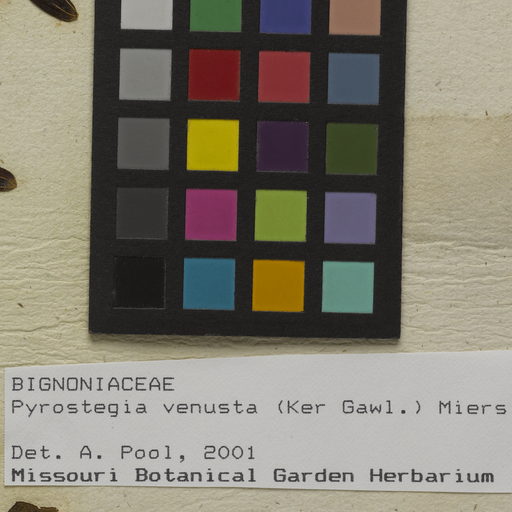 BIGNONIACEAE
Pyrostegia venusta (Ker Gawl.) Miers
Det. A. Pool, 2001
Missouri Botanical Garden Herbarium